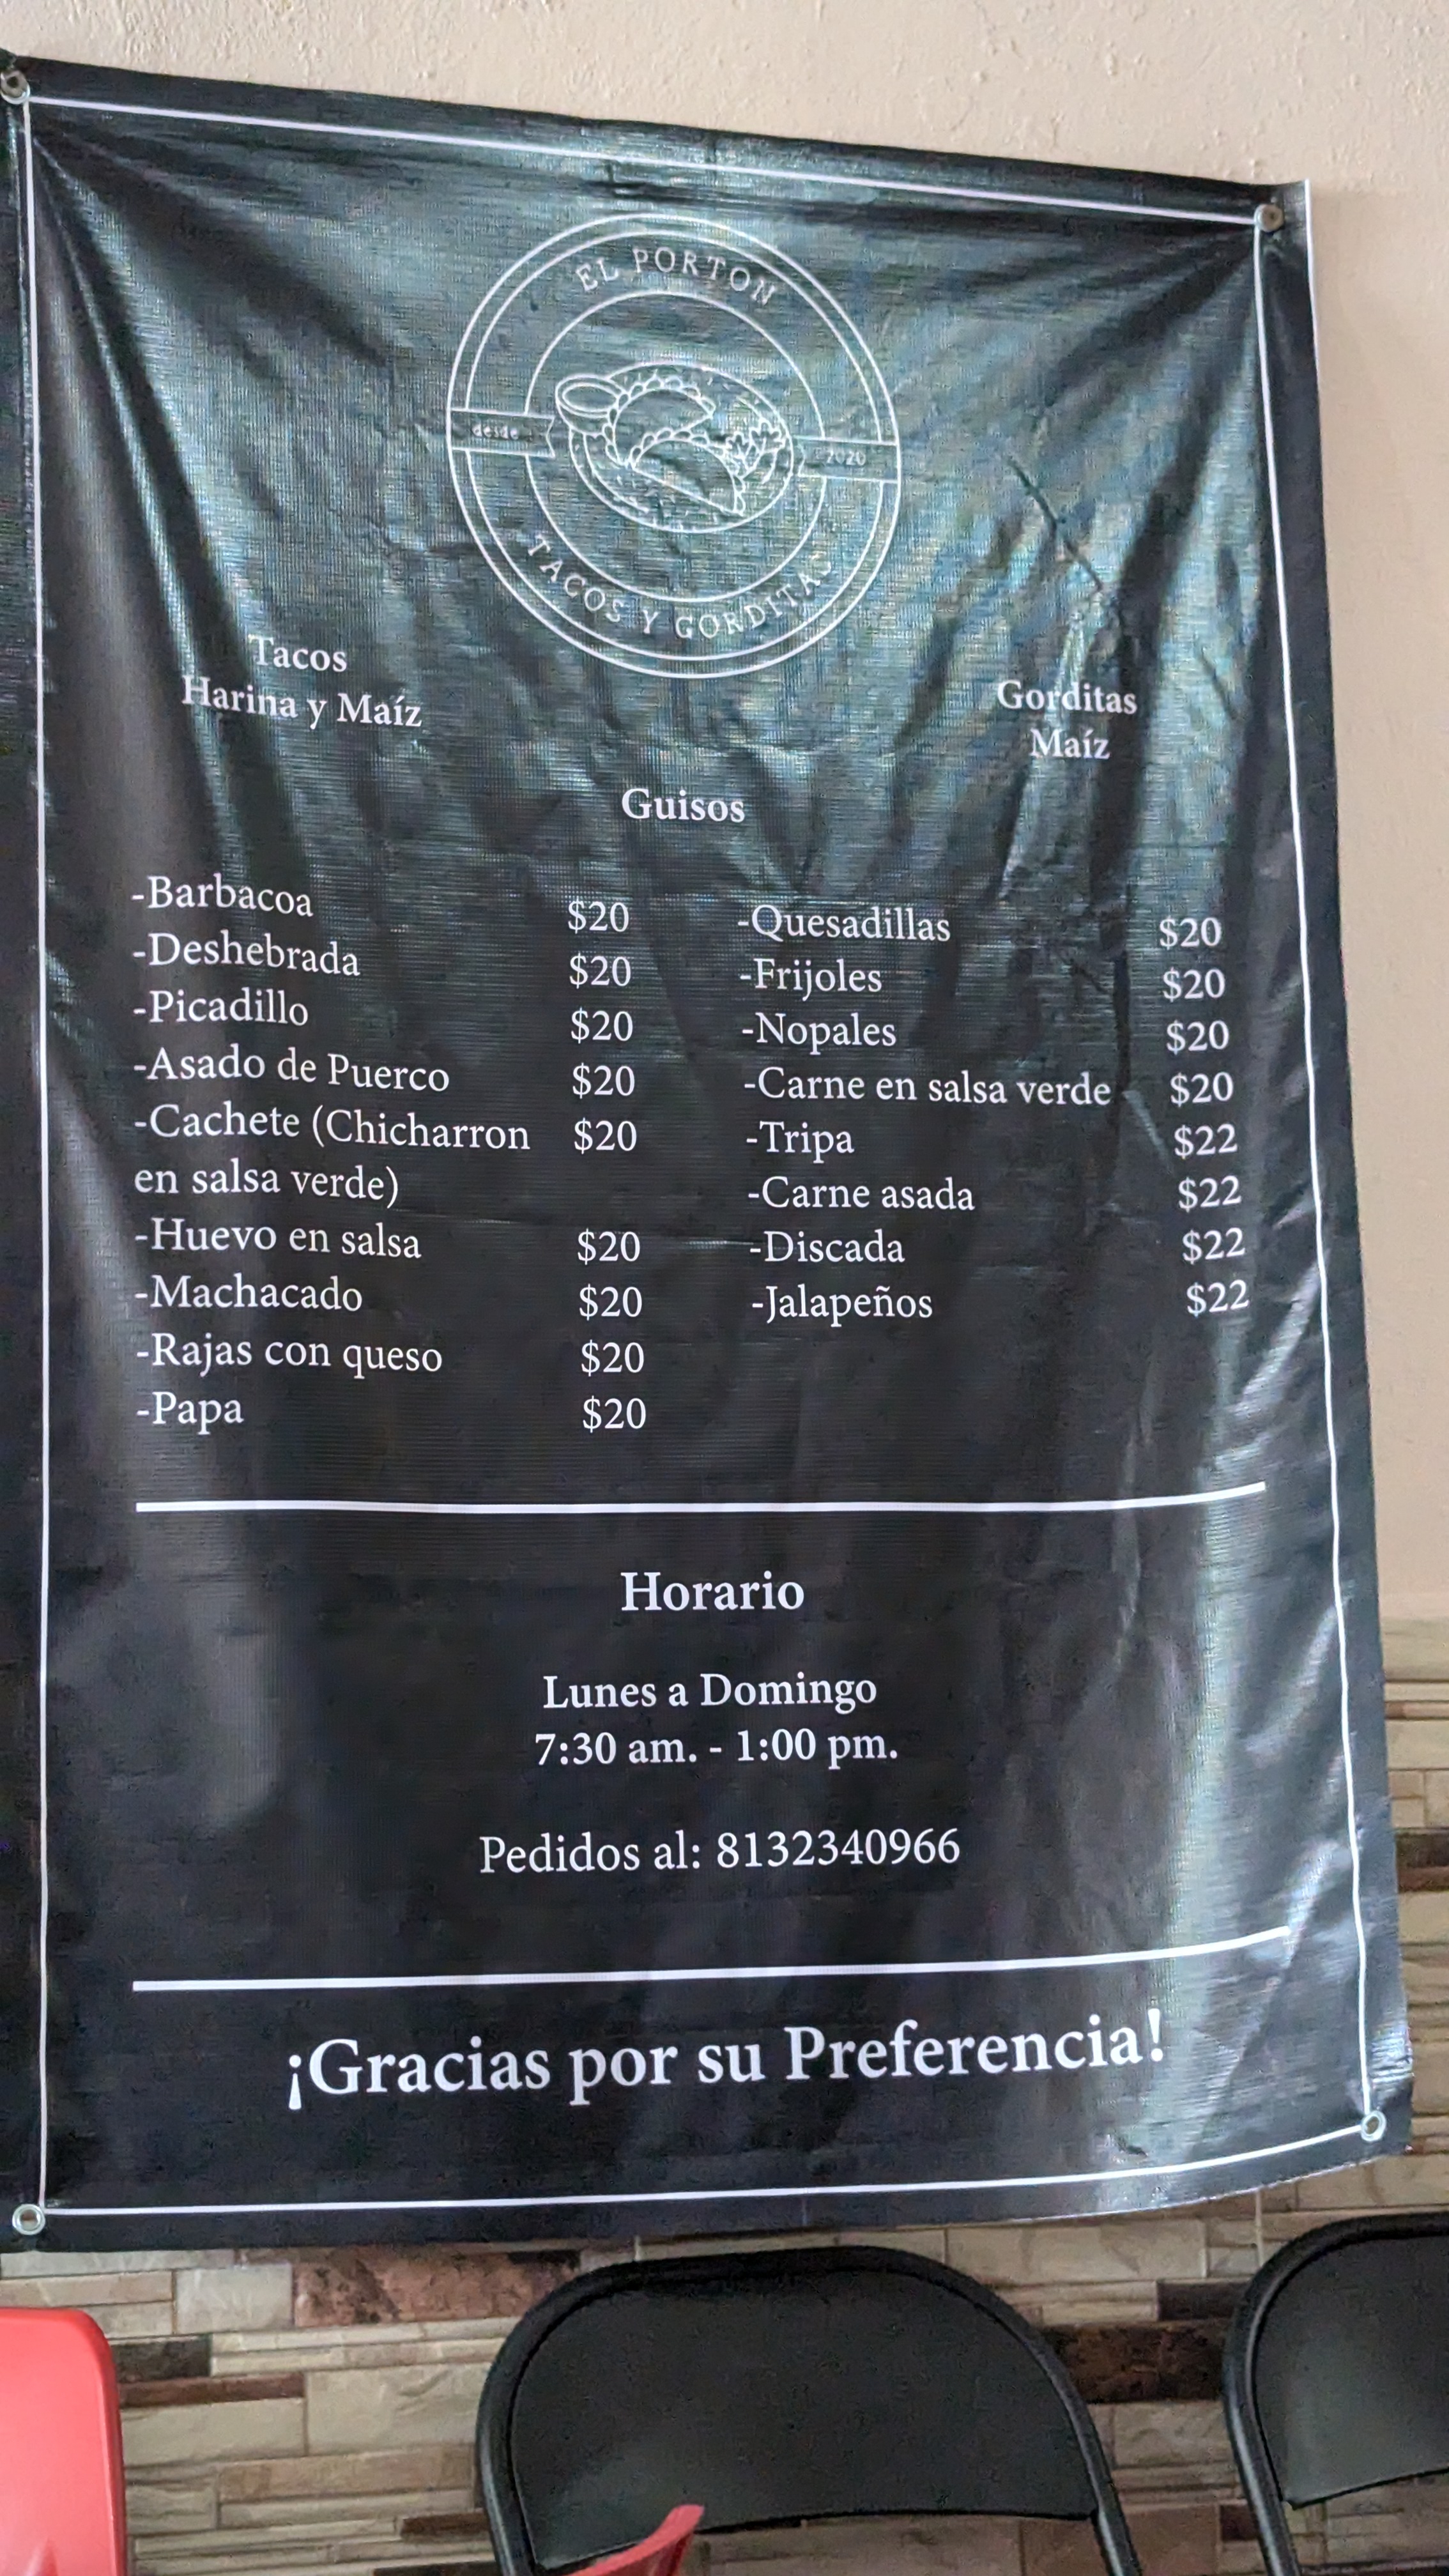 EL PORTON
desde
2020
TACOS Y GORDITAS
Tacos
Harina y Maíz
Gorditas
Maíz
Guisos
-Barbacoa $20
-Deshebrada $20
-Picadillo $20
-Asado de Puerco $20
-Cachete (Chicharron $20
en salsa verde)
-Huevo en salsa $20
-Machacado $20
-Rajas con queso $20
-Papa $20
-Quesadillas $20
-Frijoles $20
-Nopales $20
-Carne en salsa verde $20
-Tripa $22
-Carne asada $22
-Discada $22
-Jalapeños $22
Horario
Lunes a Domingo
7:30 am. - 1:00 pm.
Pedidos al: 8132340966
¡Gracias por su Preferencia!